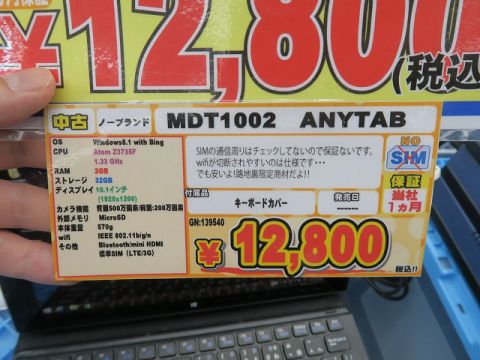 ¥12,800
(税込)
中古 ノーブランド MDT1002 ANYTAB
OS Windows8.1 with Bing
CPU Atom Z3735F
1.33 GHz
RAM 2GB
ストレージ 32GB
ディスプレイ 10.1インチ
(1920x1200)
カメラ機能 背面500万画素/前面:200万画素
外部メモリ MicroSD
本体重量 570g
wifi IEEE 802.11b/g/n
その他 Bluetooth/mini HDMI
標準SIM (LTE/3G)
SIMの通信周りはチェックしてないので保証ないです。
wifiが切断されやすいのは仕様です・・・
でも安いよ!路地裏限定商材だよ!!
NO
SIM
保証
当社
1ヵ月
付属品
キーボードカバー
発売日
------
GN:139540
¥12,800
税込!!